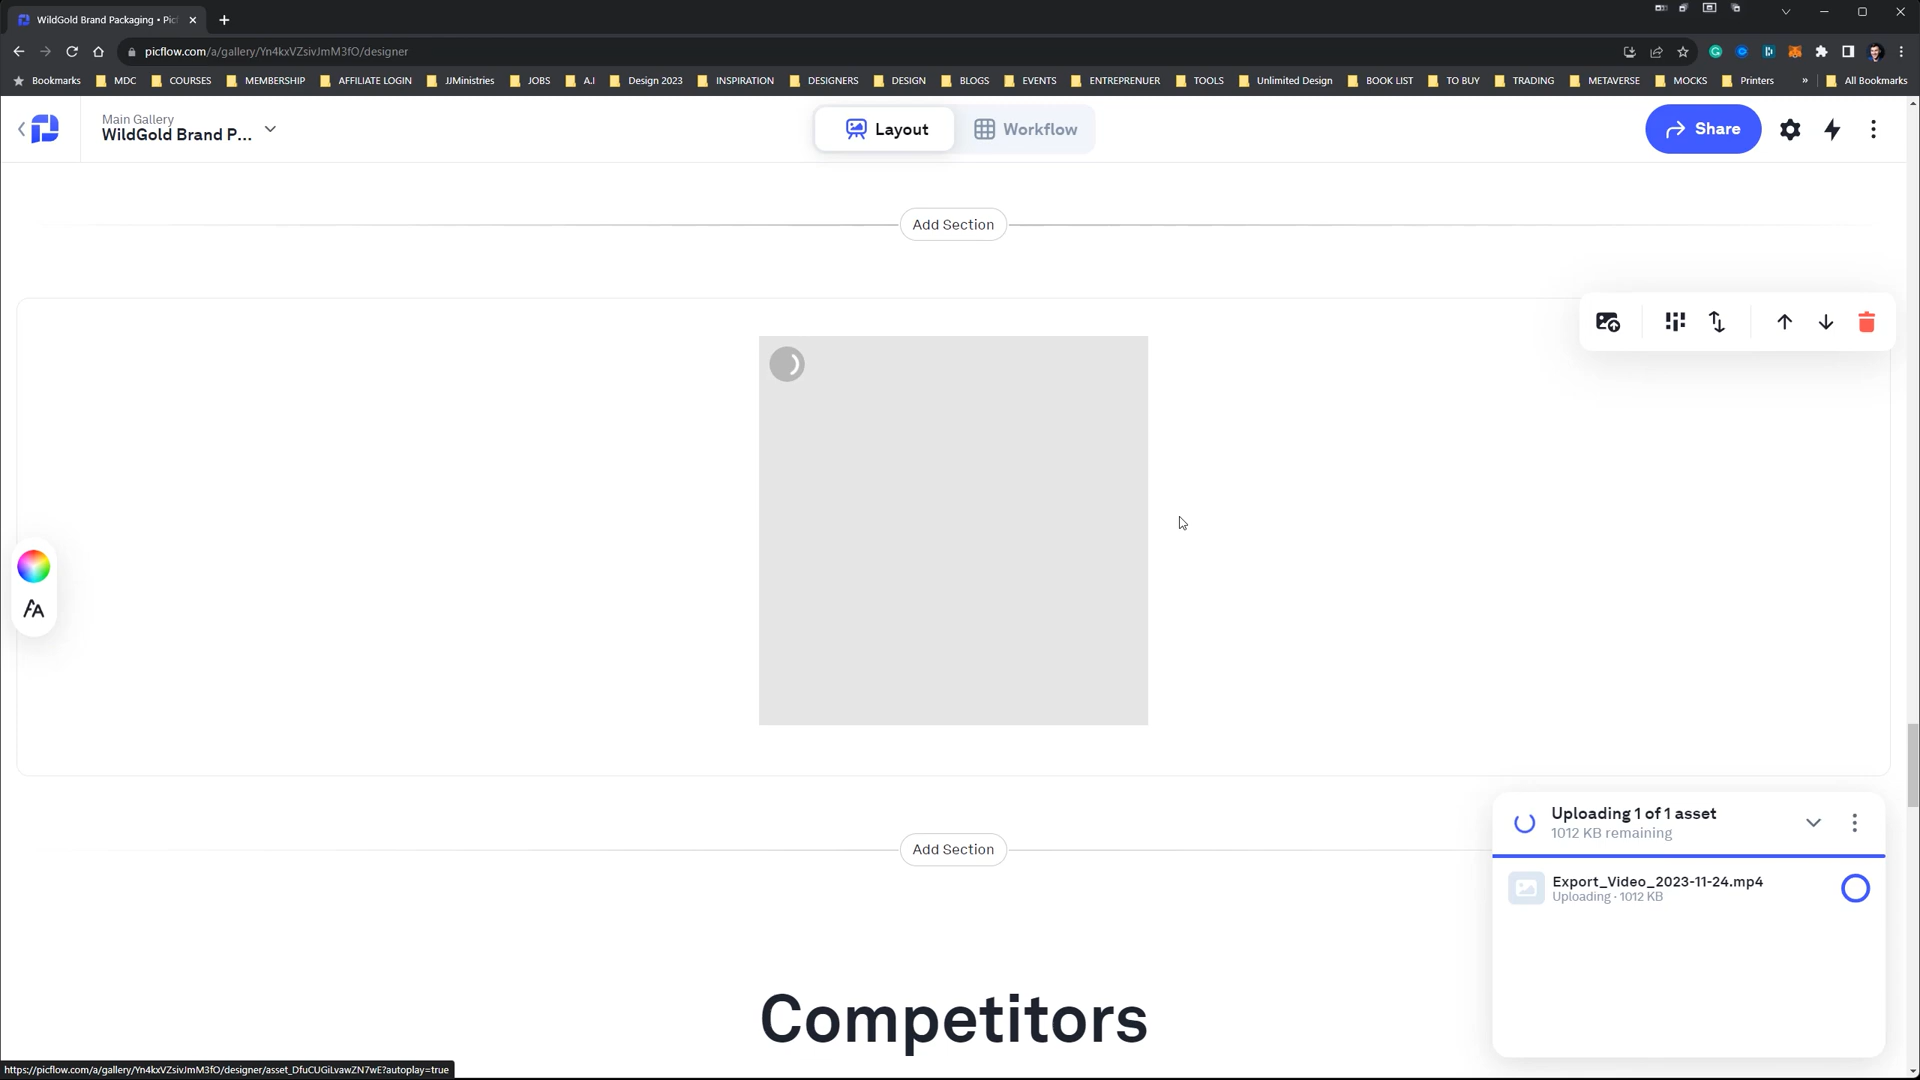 WildGold Brand Packaging • Pic
picflow.com/a/gallery/Yn4kxVZsivJmM3fO/designer
Bookmarks MDC COURSES MEMBERSHIP AFFILIATE LOGIN JJMinistries JOBS A.I Design 2023 INSPIRATION DESIGNERS DESIGN BLOGS EVENTS ENTREPRENUER TOOLS Unlimited Design BOOK LIST TO BUY TRADING METAVERSE MOCKS Printers » All Bookmarks
Main Gallery
WildGold Brand P...
Layout Workflow Share
Add Section
AA
Uploading 1 of 1 asset
1012 KB remaining
Add Section
Export_Video_2023-11-24.mp4
Uploading · 1012 KB
Competitors
https://picflow.com/a/gallery/Yn4kxVZsivJmM3fO/designer/asset_DfuCUGiLvawZN7wE?autoplay=true